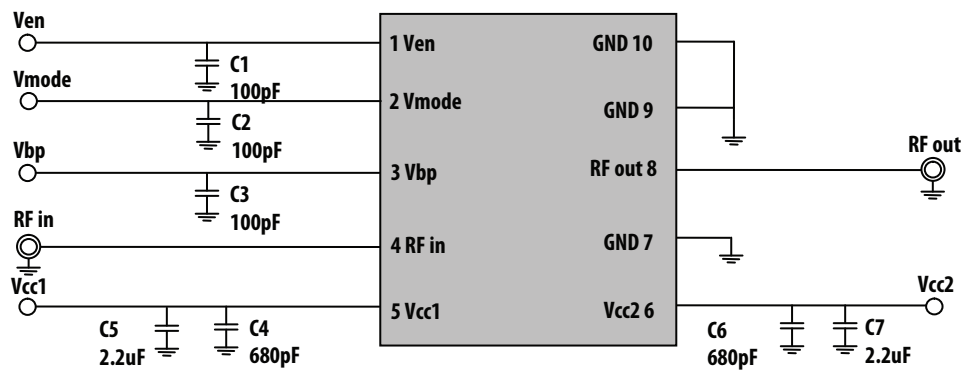 Ven
1 Ven
GND 10
C1
100pF
Vmode
2 Vmode
GND 9
C2
100pF
Vbp
3 Vbp
RF out 8
RF out
C3
100pF
RF in
4 RF in
GND 7
Vcc1
5 Vcc1
Vcc2 6
Vcc2
C5
2.2uF
C4
680pF
C6
680pF
C7
2.2uF